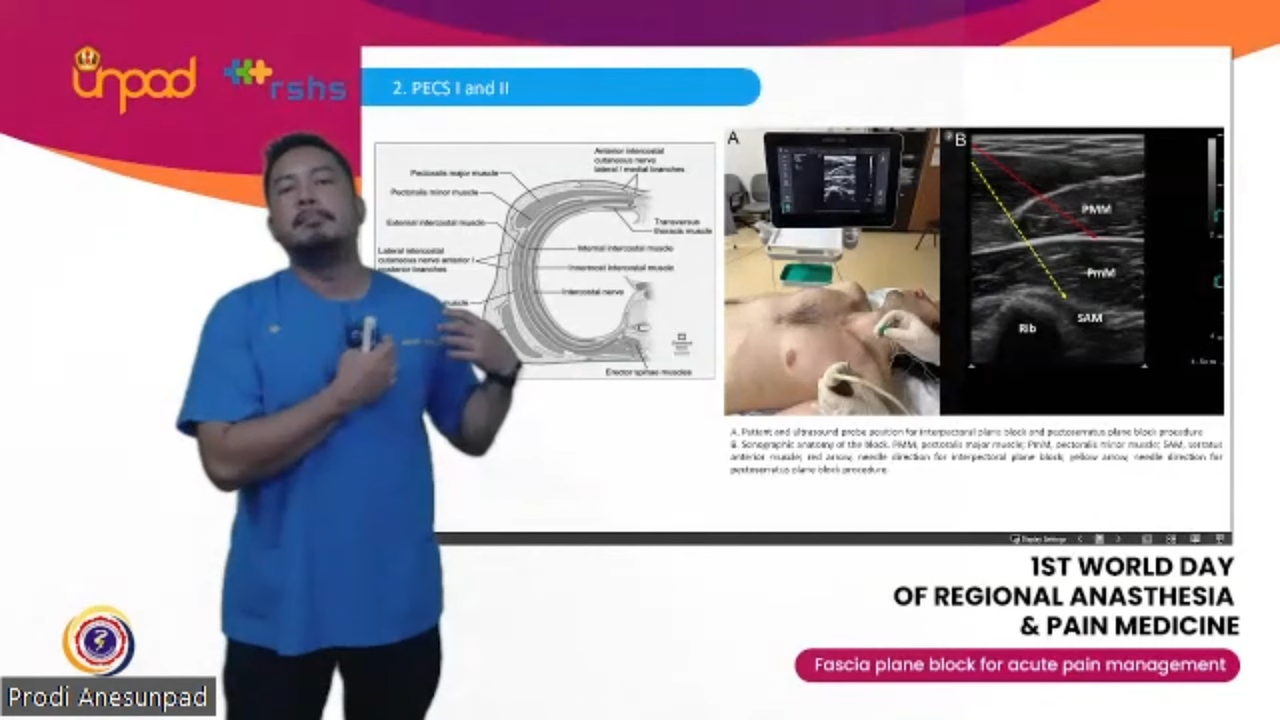 unpad
rshs
2. PECS I and II
Anterior intercostal
cutaneous nerve
lateral / medial branches
Pectoralis major muscle
Pectoralis minor muscle
External intercostal muscle
Transversus
thoracic muscle
Lateral intercostal
cutaneous nerve anterior /
posterior branches
Internal intercostal muscle
Innermost intercostal muscle
Intercostal nerve
muscle
Erector spinae muscles
A
B
PMM
PmM
SAM
Rib
A. Patient and ultrasound probe position for interpectoral plane block and pectoserratus plane block procedure
B. Sonographic anatomy of the block. PMM, pectoralis major muscle; PmM, pectoralis minor muscle; SAM, serratus
anterior muscle; red arrow, needle direction for interpectoral plane block; yellow arrow, needle direction for
pectoserratus plane block procedure.
Display Settings
1ST WORLD DAY
OF REGIONAL ANASTHESIA
& PAIN MEDICINE
Fascia plane block for acute pain management
Prodi Anesunpad